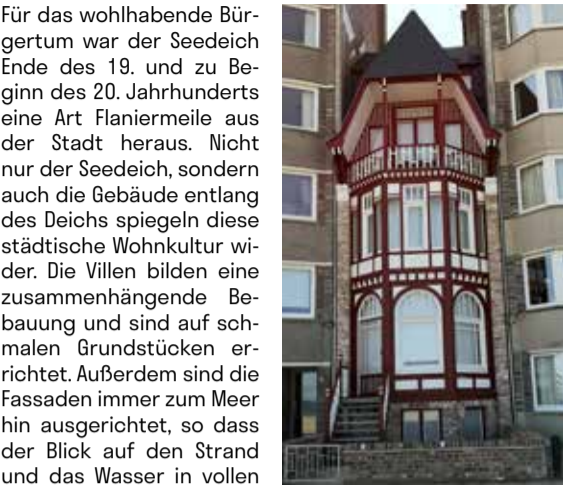 Für das wohlhabende Bür-
gertum war der Seedeich
Ende des 19. und zu Be-
ginn des 20. Jahrhunderts
eine Art Flaniermeile aus
der Stadt heraus. Nicht
nur der Seedeich, sondern
auch die Gebäude entlang
des Deichs spiegeln diese
städtische Wohnkultur wi-
der. Die Villen bilden eine
zusammenhängende Be-
bauung und sind auf sch-
malen Grundstücken er-
richtet. Außerdem sind die
Fassaden immer zum Meer
hin ausgerichtet, so dass
der Blick auf den Strand
und das Wasser in vollen